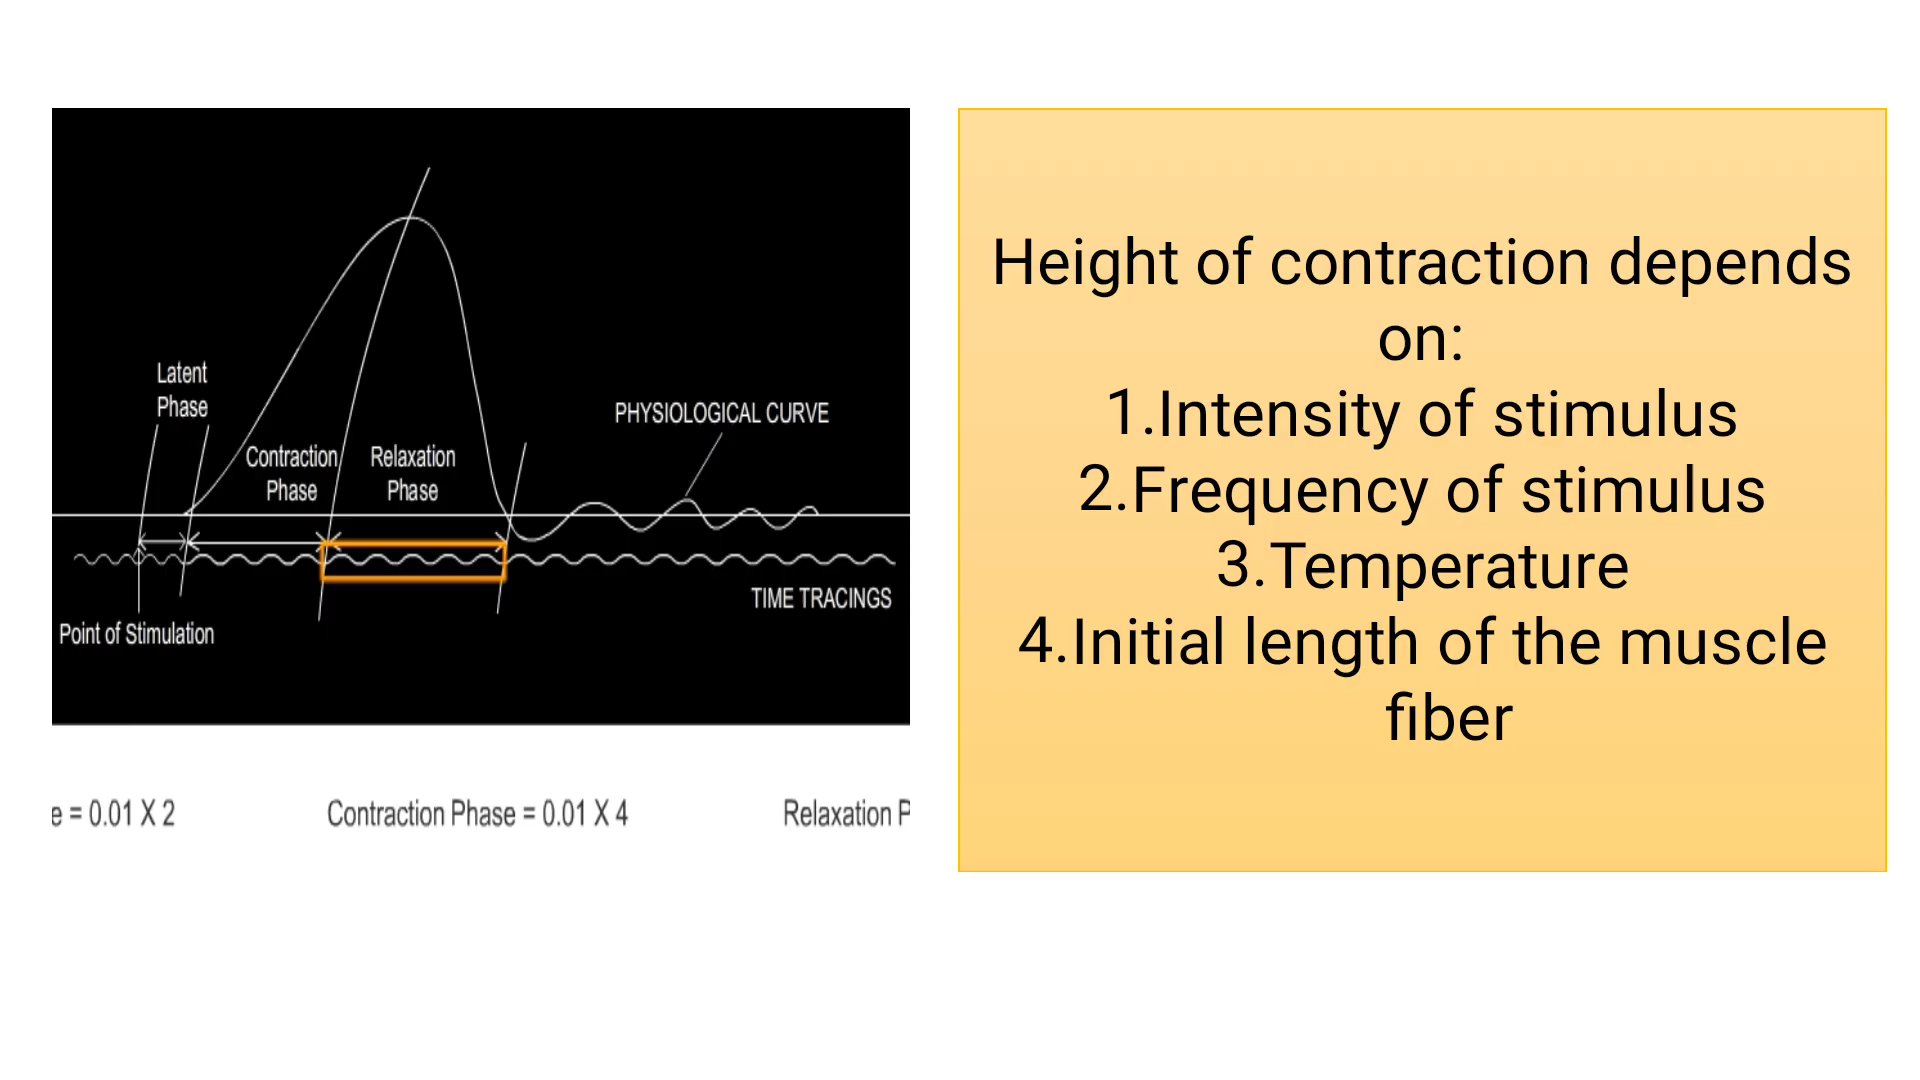 Latent
Phase
Contraction
Phase
Relaxation
Phase
PHYSIOLOGICAL CURVE
TIME TRACINGS
Point of Stimulation
e = 0.01 X 2
Contraction Phase = 0.01 X 4
Relaxation P
Height of contraction depends
on:
1.Intensity of stimulus
2.Frequency of stimulus
3.Temperature
4.Initial length of the muscle
fiber